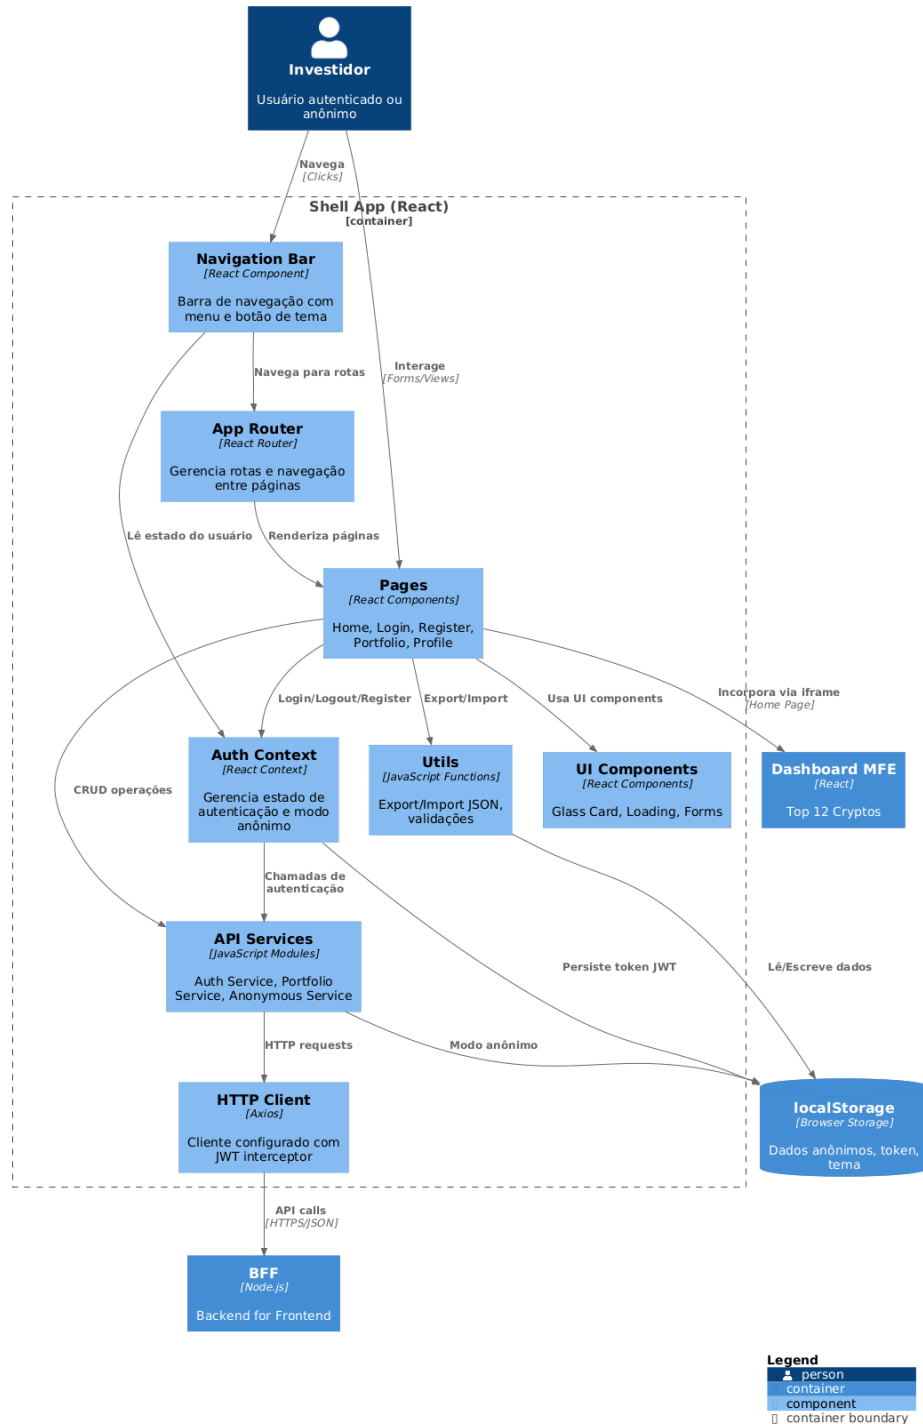 Investidor
Usuário autenticado ou
anônimo
Navega
[Clicks]
Shell App (React)
[container]
Navigation Bar
[React Component]
Barra de navegação com
menu e botão de tema
Interage
[Forms/Views]
Navega para rotas
App Router
[React Router]
Gerencia rotas e navegação
entre páginas
Lê estado do usuário
Renderiza páginas
Pages
[React Components]
Home, Login, Register,
Portfolio, Profile
Login/Logout/Register
Export/Import
Usa UI components
Incorpora via iframe
[Home Page]
CRUD operações
Auth Context
[React Context]
Gerencia estado de
autenticação e modo
anônimo
Utils
[JavaScript Functions]
Export/Import JSON,
validações
UI Components
[React Components]
Glass Card, Loading, Forms
Dashboard MFE
[React]
Top 12 Cryptos
Chamadas de
autenticação
API Services
[JavaScript Modules]
Auth Service, Portfolio
Service, Anonymous Service
Persiste token JWT
Lê/Escreve dados
HTTP requests
Modo anônimo
HTTP Client
[Axios]
Cliente configurado com
JWT interceptor
localStorage
[Browser Storage]
Dados anônimos, token,
tema
API calls
[HTTPS/JSON]
BFF
[Node.js]
Backend for Frontend
Legend
person
container
component
container boundary